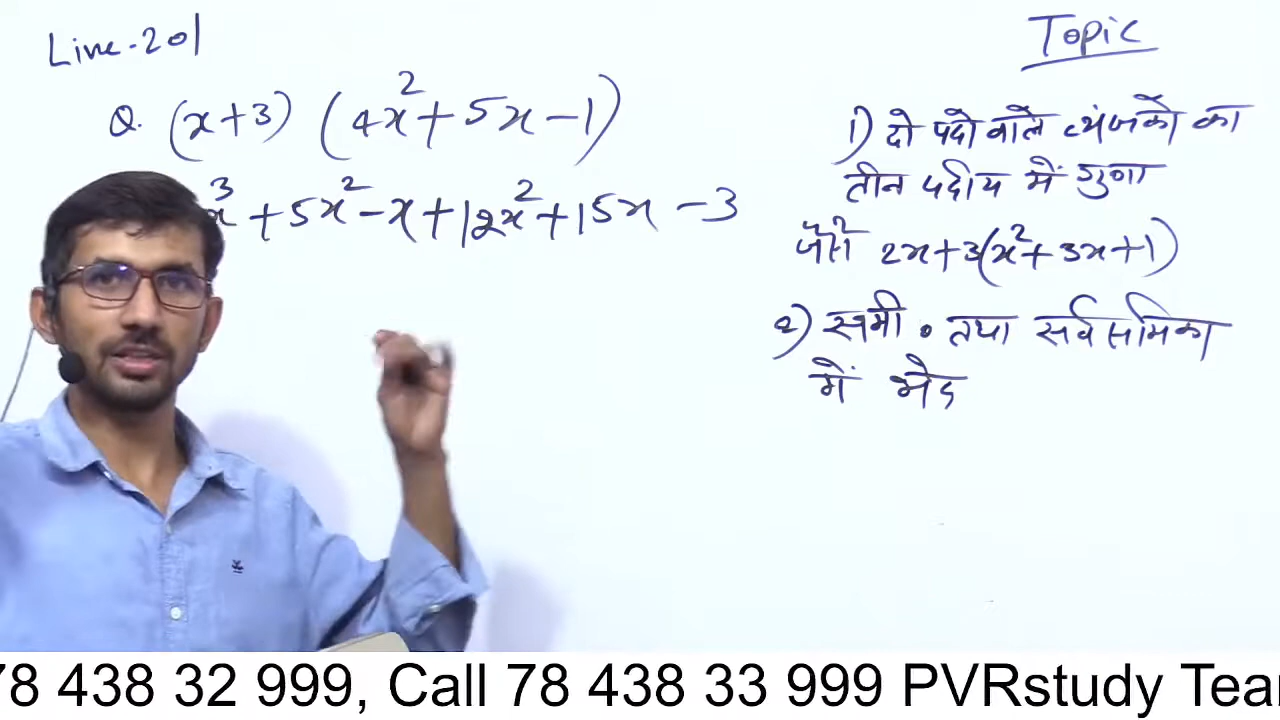 Line-201
Q. (x+3) (4x²+5x-1)
x³+5x²-x+12x²+15x-3
Topic
1) दो पदो वाले व्यंजको का
तीन पदीय में गुणा
जैसे 2x+3(x²+3x+1)
2) समी० तथा सर्वसमिका
में भेद
78 438 32 999, Call 78 438 33 999 PVRstudy Tea